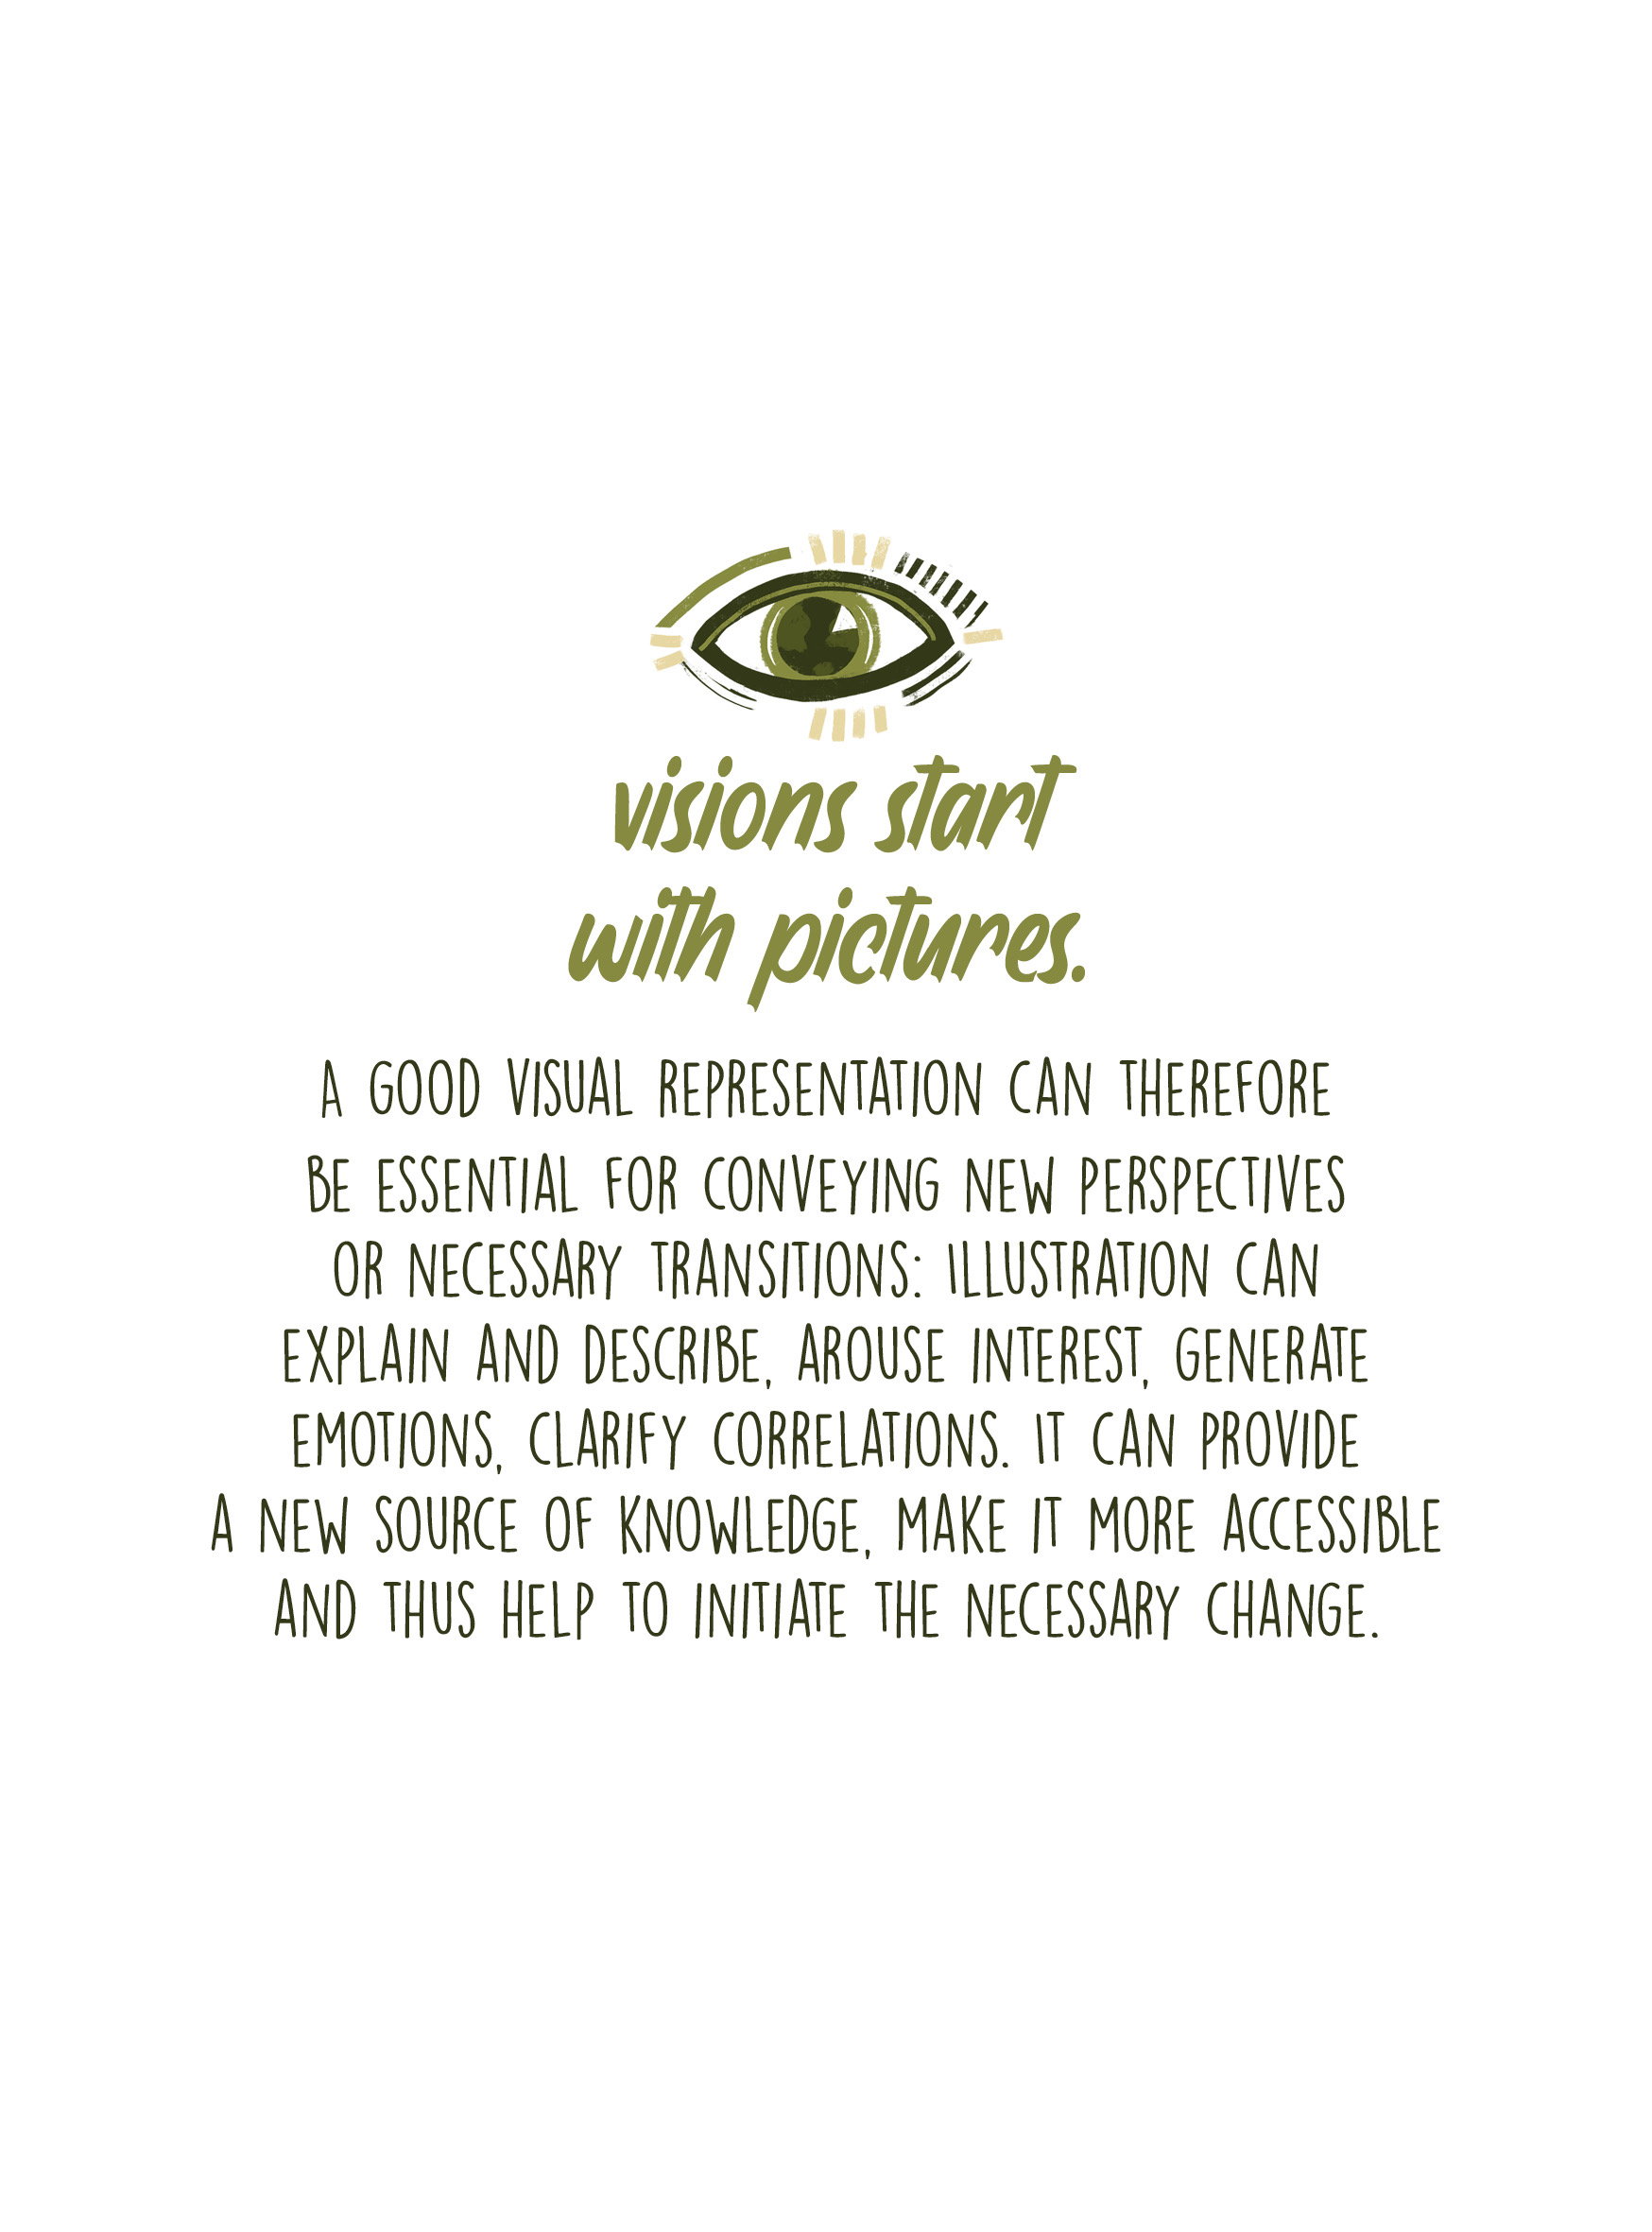 visions start
with pictures.
A GOOD VISUAL REPRESENTATION CAN THEREFORE
BE ESSENTIAL FOR CONVEYING NEW PERSPECTIVES
OR NECESSARY TRANSITIONS: ILLUSTRATION CAN
EXPLAIN AND DESCRIBE, AROUSE INTEREST, GENERATE
EMOTIONS, CLARIFY CORRELATIONS. IT CAN PROVIDE
A NEW SOURCE OF KNOWLEDGE, MAKE IT MORE ACCESSIBLE
AND THUS HELP TO INITIATE THE NECESSARY CHANGE.